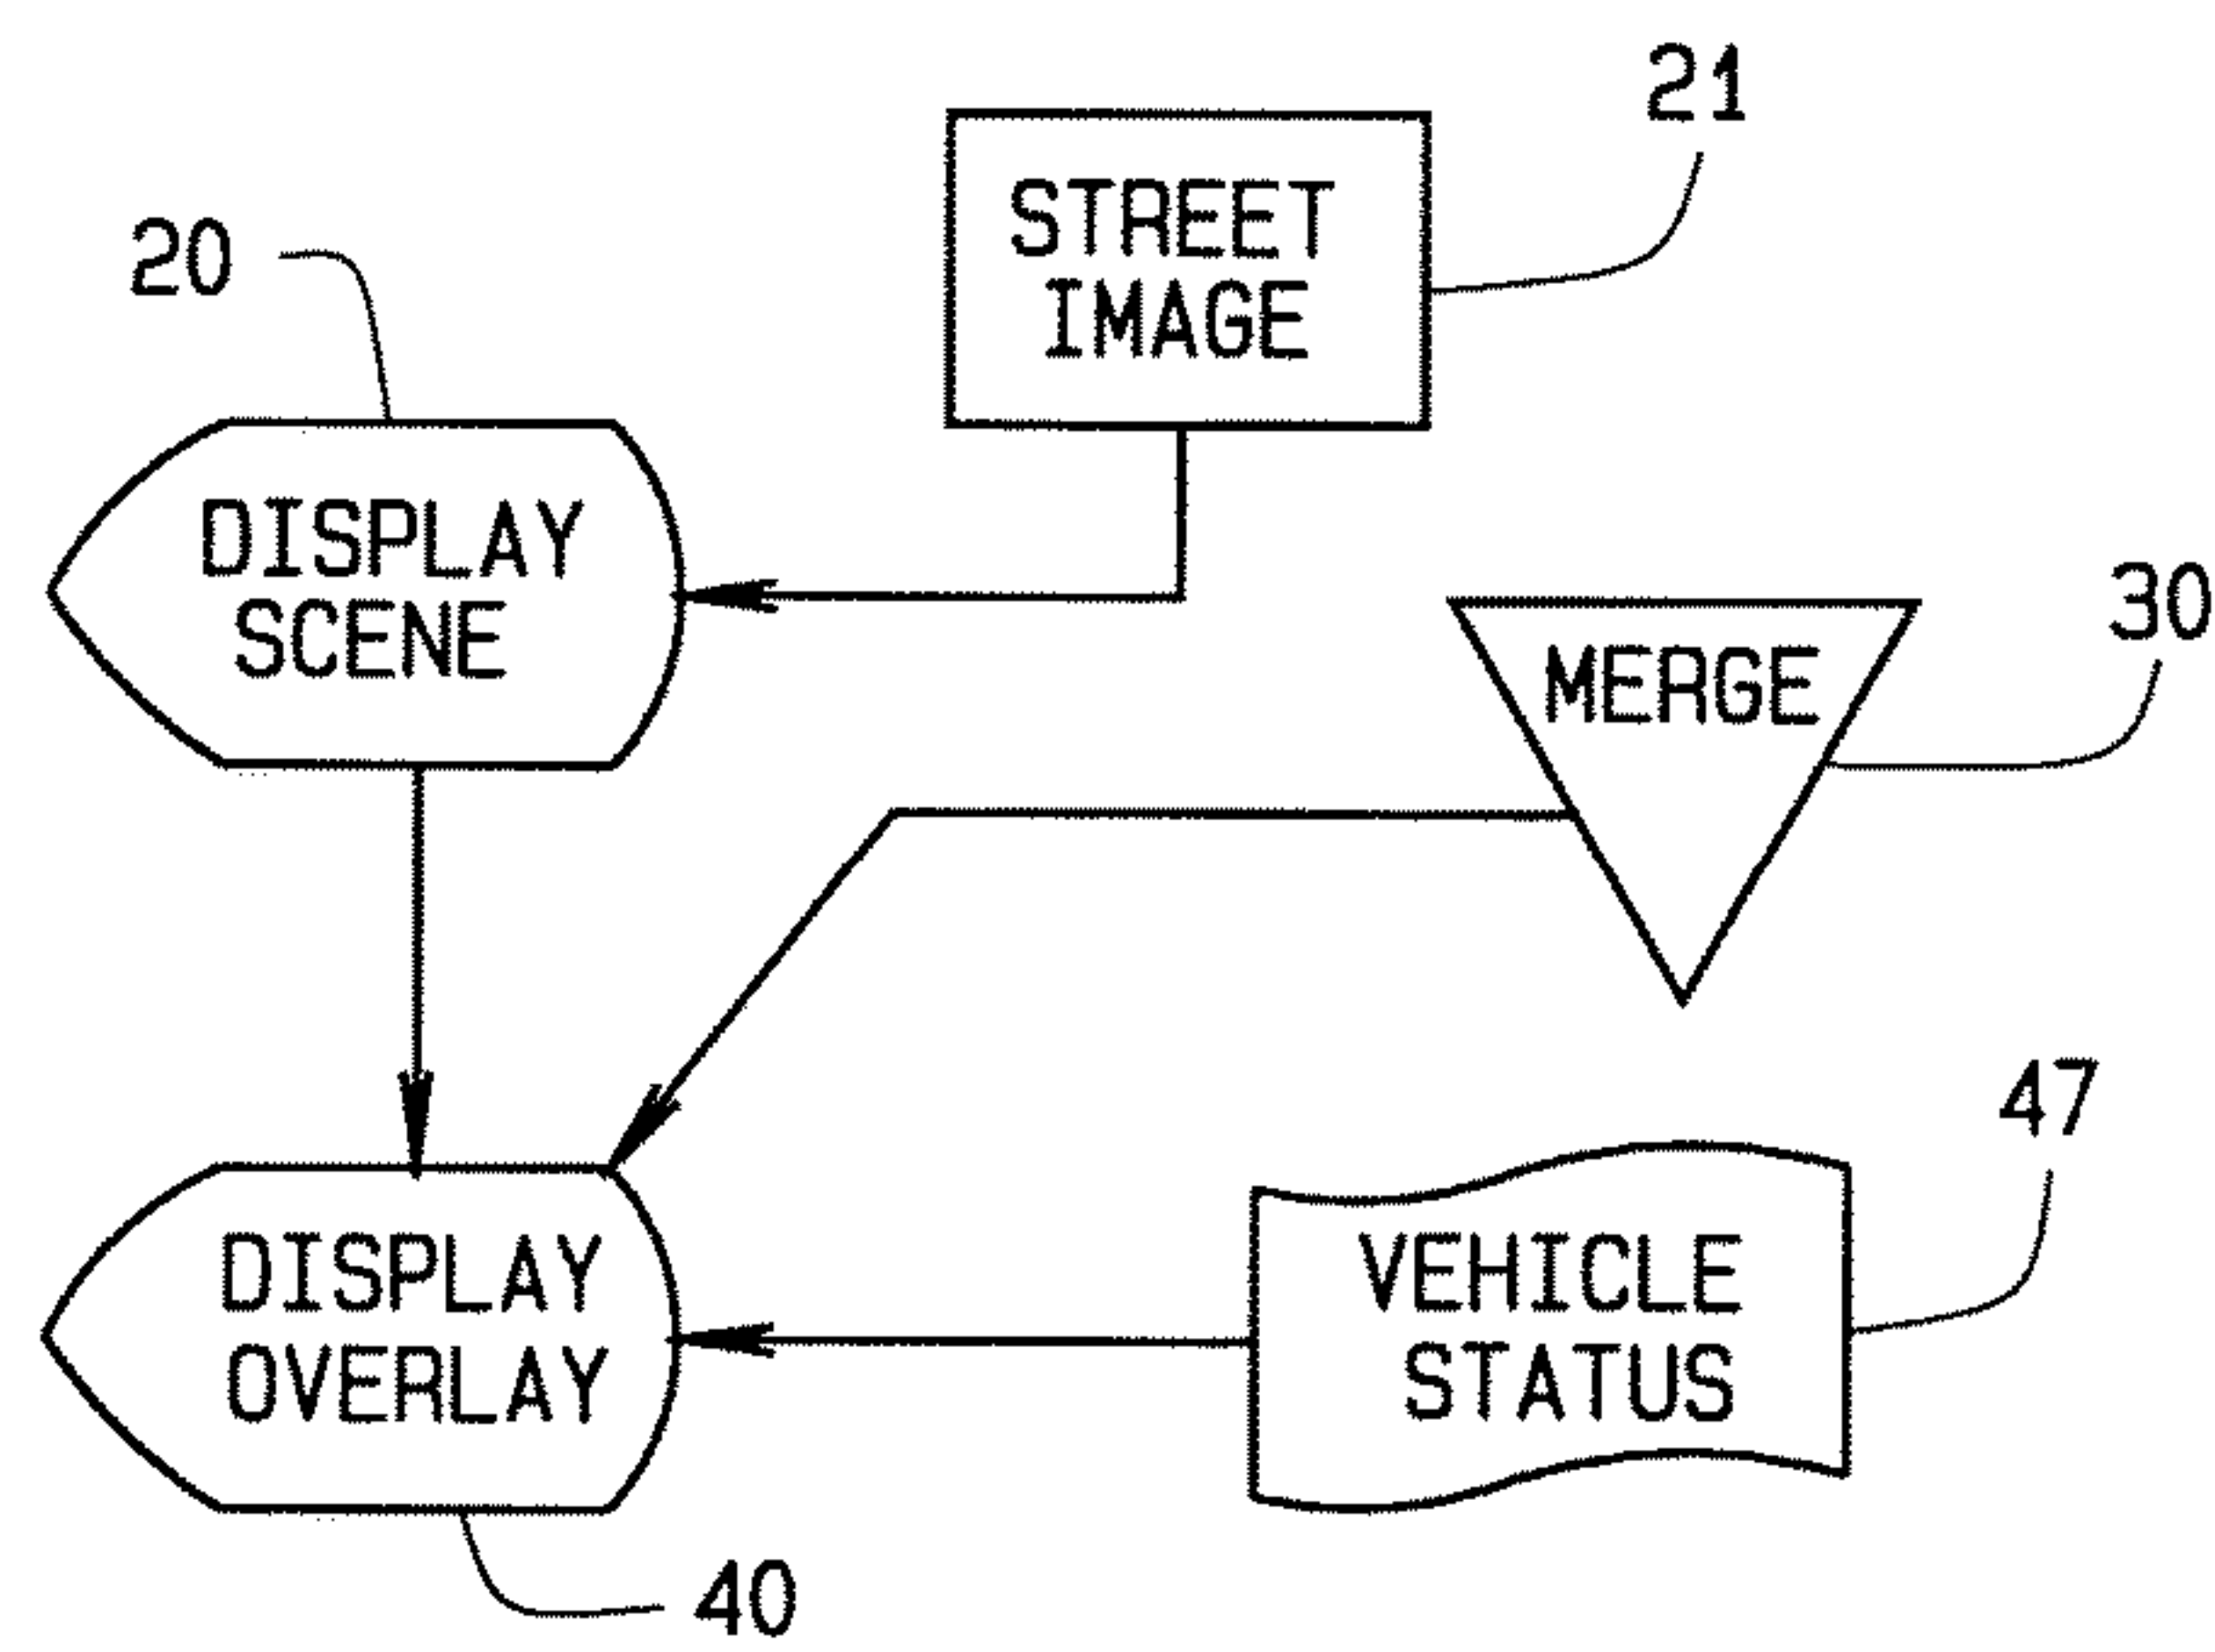 21
STREET
IMAGE
20
DISPLAY
SCENE
30
MERGE
47
VEHICLE
STATUS
DISPLAY
OVERLAY
40